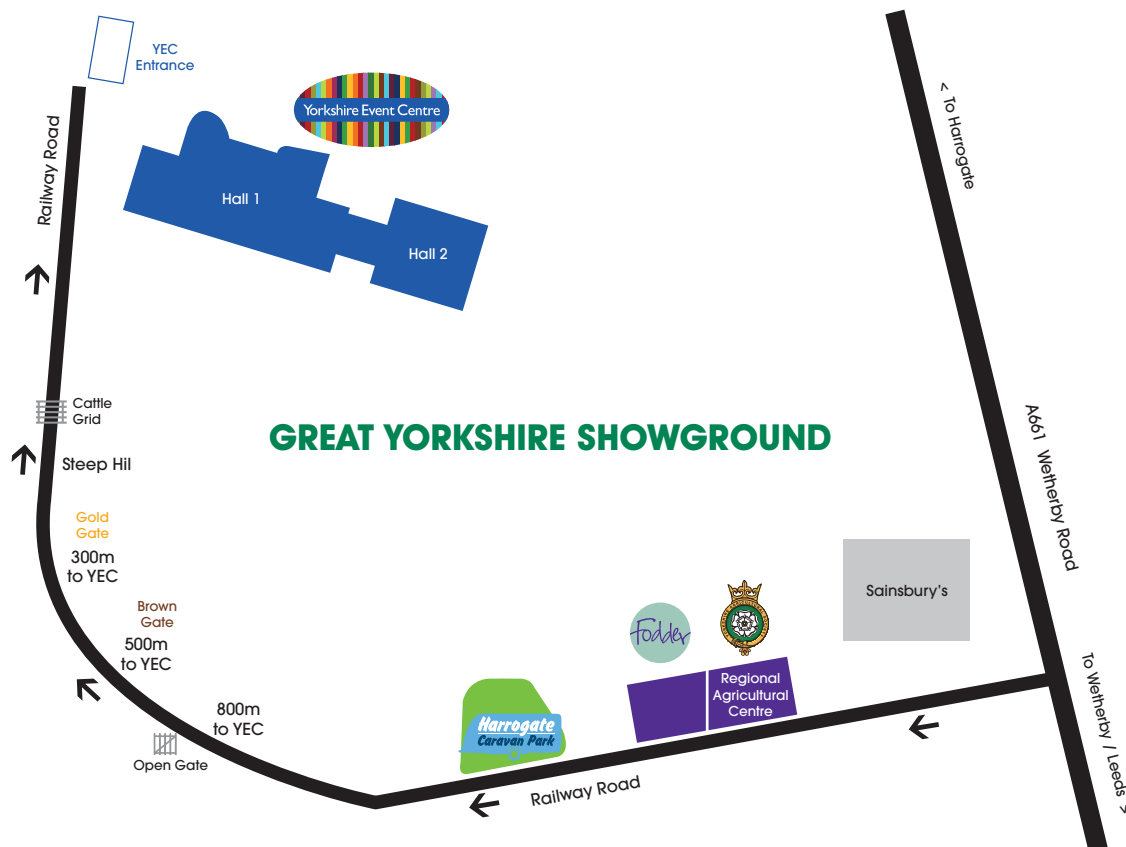 YEC
Entrance
Yorkshire Event Centre
< To Harrogate
Railway Road
Hall 1
Hall 2
Cattle
Grid
GREAT YORKSHIRE SHOWGROUND
A661 Wetherby Road
Steep Hil
Gold
Gate
300m
to YEC
Brown
Gate
500m
to YEC
Sainsbury's
Fodder
Regional
Agricultural
Centre
To Wetherby / Leeds >
800m
to YEC
Harrogate
Caravan Park
Open Gate
Railway Road